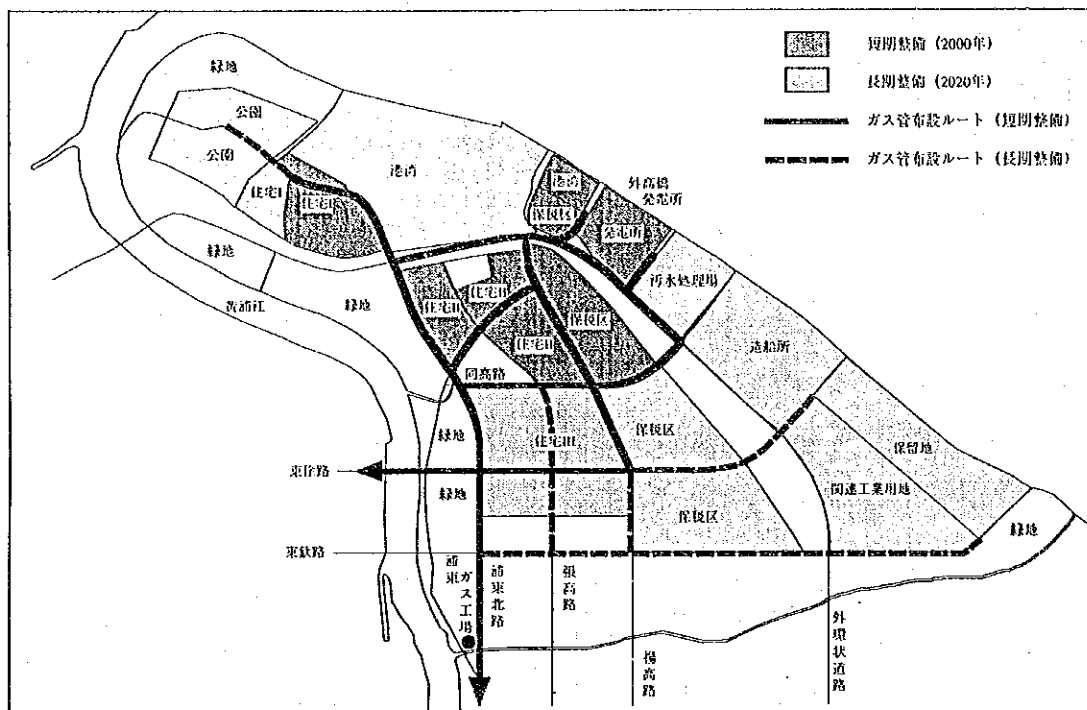 短期整備 (2000年)
長期整備 (2020年)
ガス管布設ルート (短期整備)
ガス管布設ルート (長期整備)
緑地
公園
公園
住宅I
住宅I
港湾
港湾
保税区
外高橋
発電所
発電所
汚水処理場
緑地
緑地
黄浦江
住宅II
住宅II
住宅II
保税区
造船所
同高路
緑地
住宅III
保税区
保留地
関連工業用地
緑地
保税区
緑地
浦東
ガス工場
浦東北路
張高路
楊高路
外環状道路